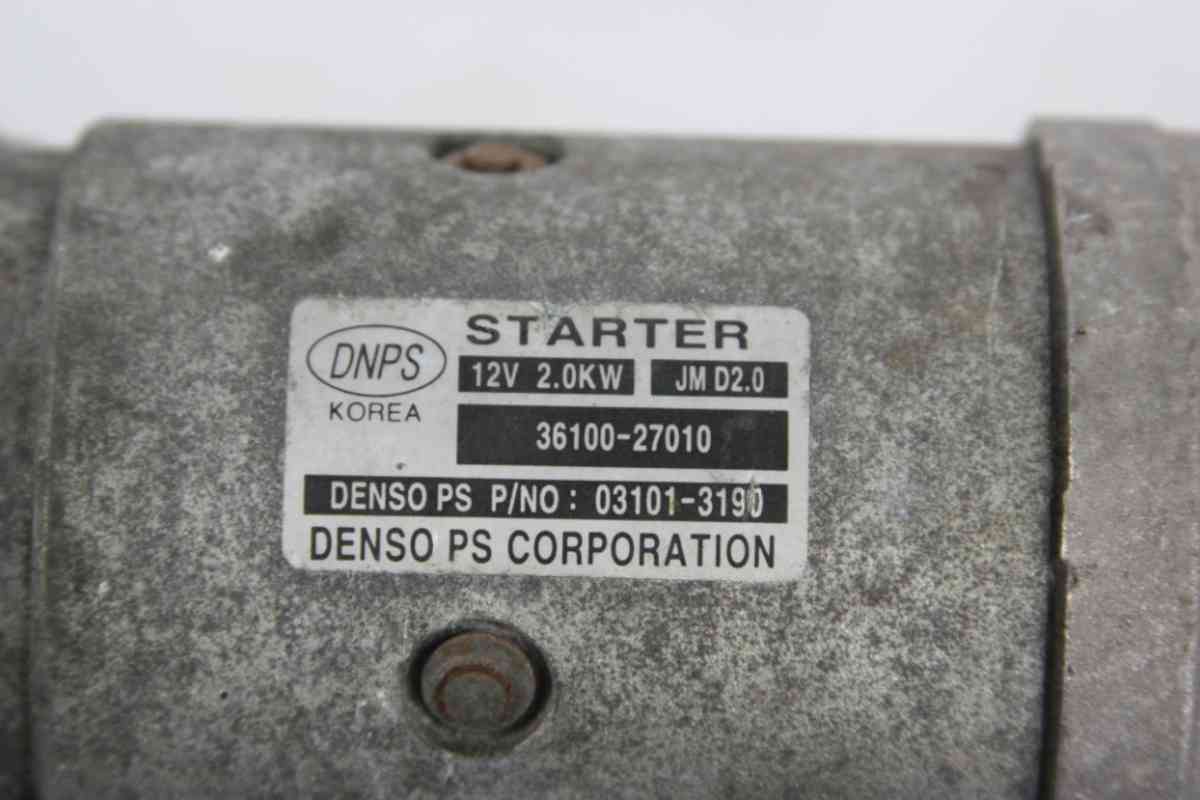 STARTER
DNPS
12V 2.0KW JM D2.0
KOREA
36100-27010
DENSO PS P/NO: 03101-3190
DENSO PS CORPORATION